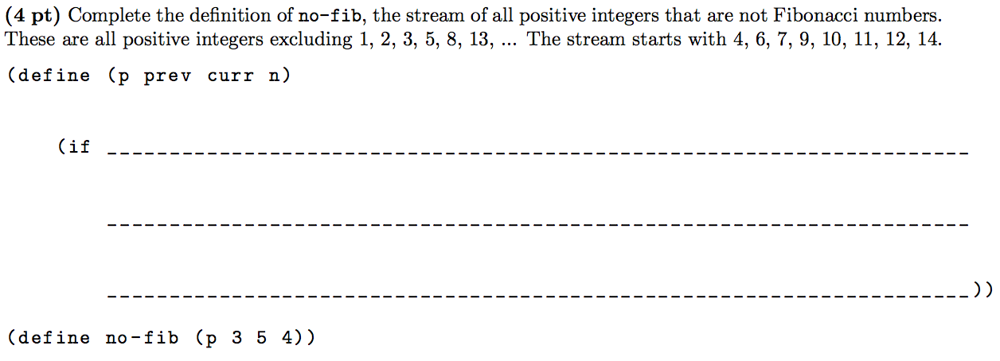 (4 pt) Complete the definition of no-fib, the stream of all positive integers that are not Fibonacci numbers.
These are all positive integers excluding 1, 2, 3, 5, 8, 13, ... The stream starts with 4, 6, 7, 9, 10, 11, 12, 14.
(define (p prev curr n)
(if ______________________________________________________________________
______________________________________________________________________
______________________________________________________________________))
(define no-fib (p 3 5 4))